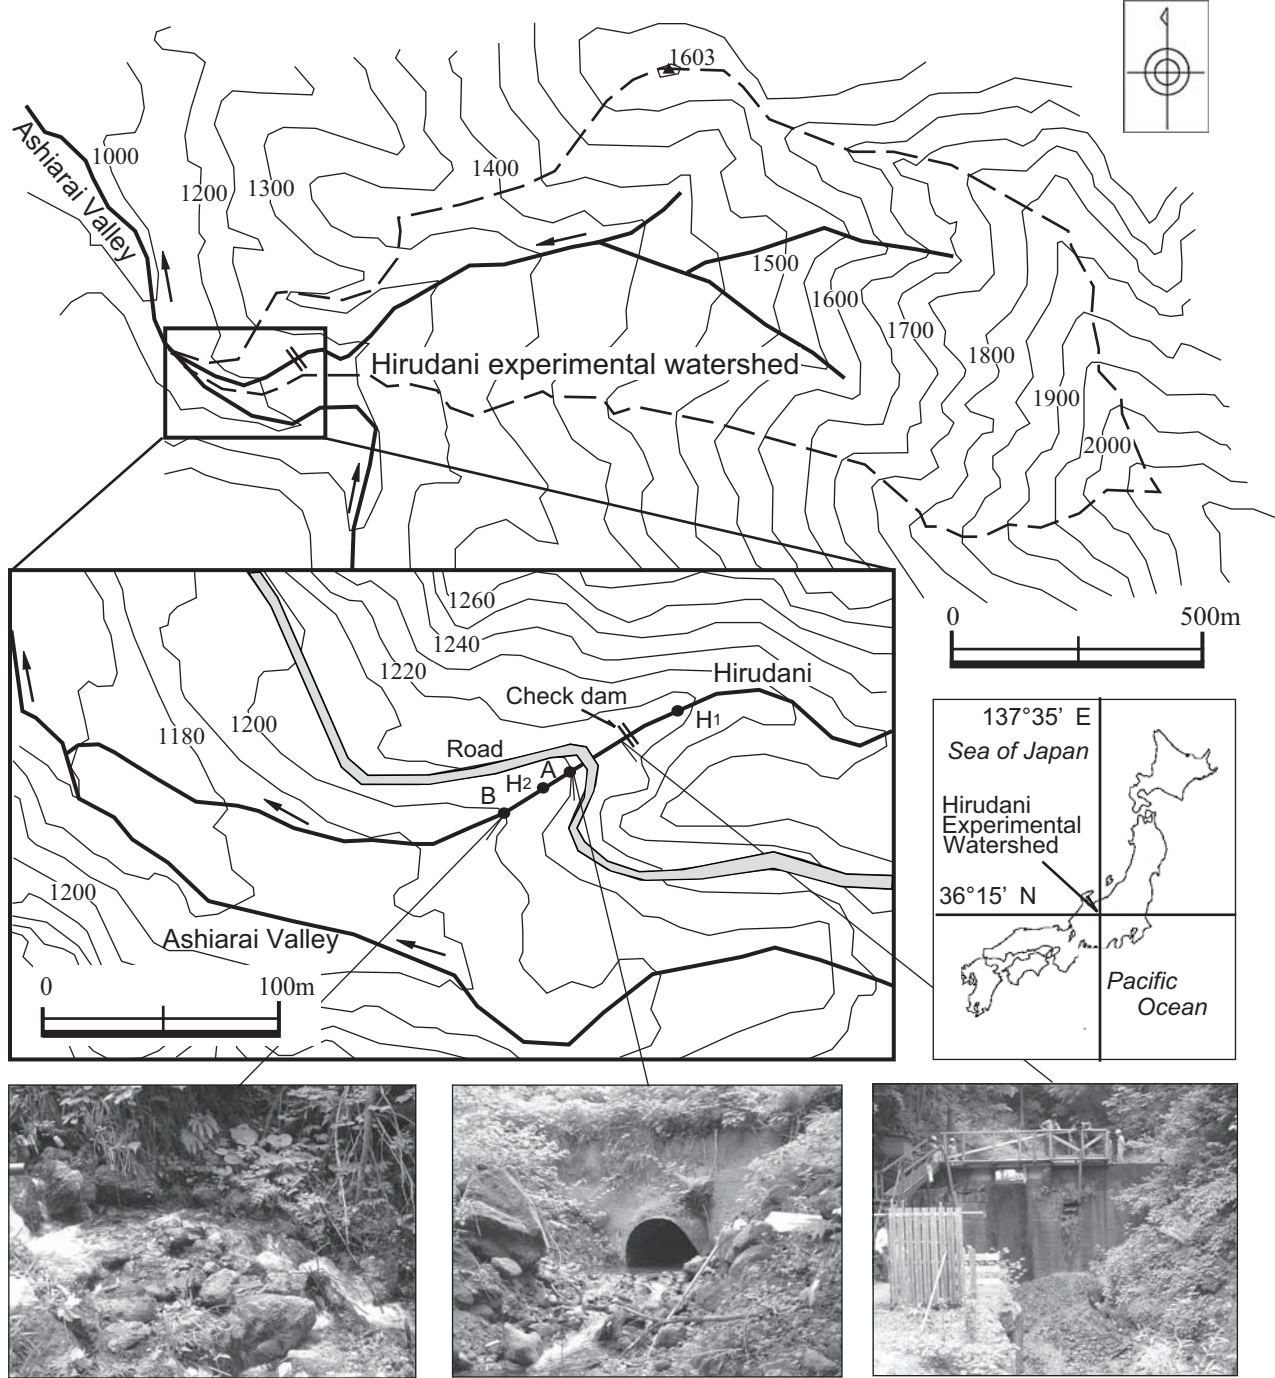 1603
1000
1200
1300
1400
Ashiarai Valley
1500
1600
1700
1800
1900
2000
Hirudani experimental watershed
0 500m
1260
1240
1220
1200
1180
Hirudani
Check dam
H1
Road
A
H2
B
1200
Ashiarai Valley
0 100m
137°35' E
Sea of Japan
Hirudani
Experimental
Watershed
36°15' N
Pacific
Ocean